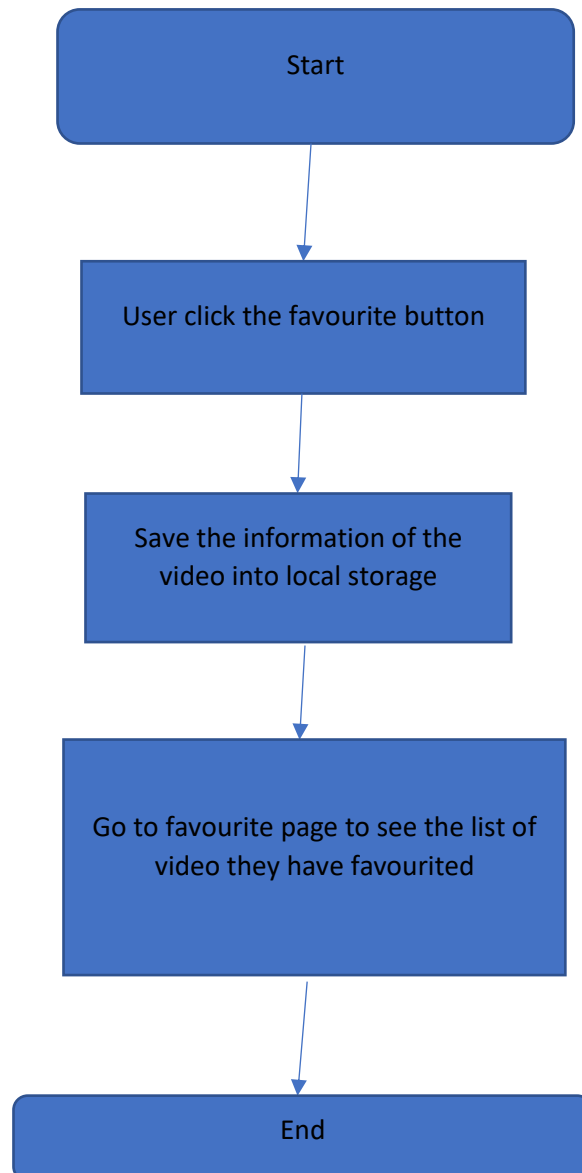 Start
User click the favourite button
Save the information of the
video into local storage
Go to favourite page to see the list of
video they have favourited
End